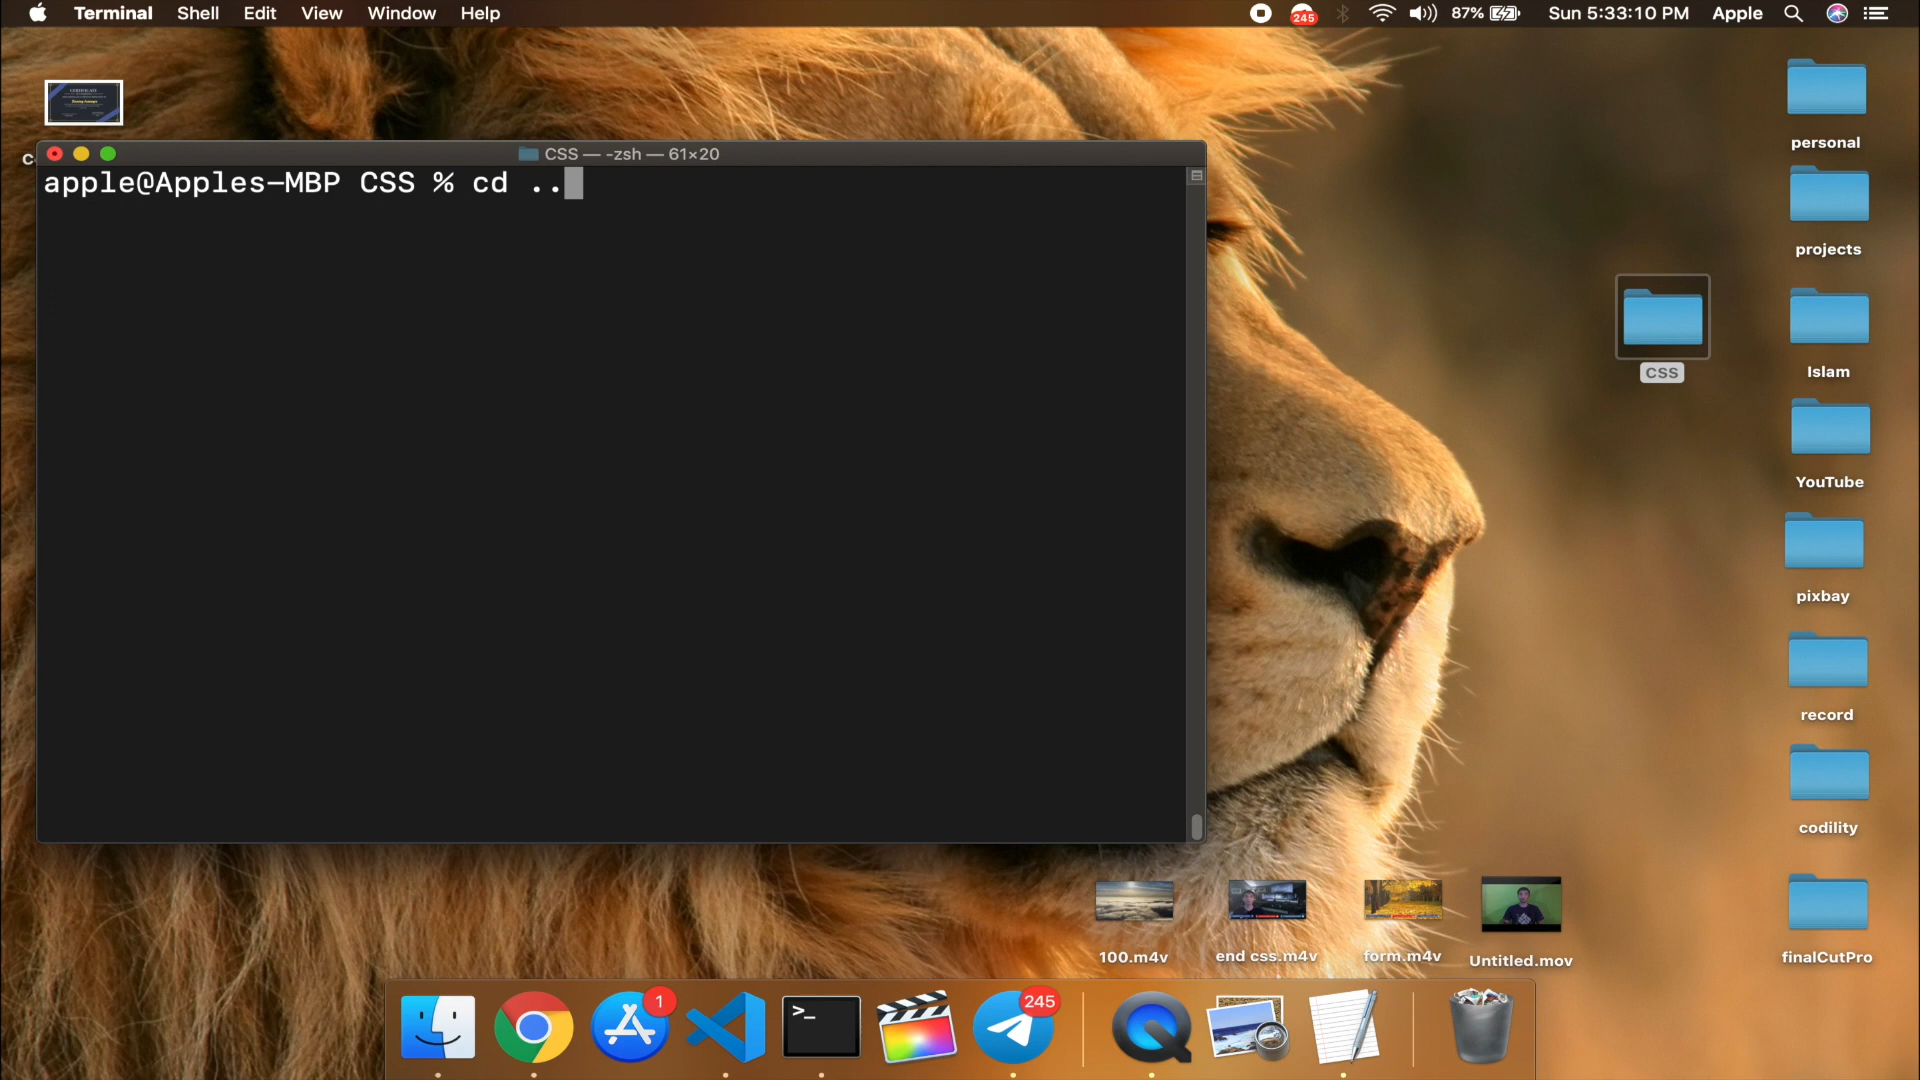 Terminal Shell Edit View Window Help
245 87% Sun 5:33:10 PM Apple
CERTIFICATE
CSS — -zsh — 61×20
apple@Apples-MBP CSS % cd ..
personal
projects
CSS
Islam
YouTube
pixbay
record
codility
finalCutPro
100.m4v
end css.m4v
form.m4v
Untitled.mov
1
>_
245